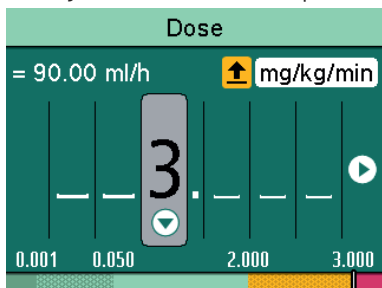 Dose
= 90.00 ml/h mg/kg/min
_ _ 3 . _ _ _
0.001 0.050 2.000 3.000